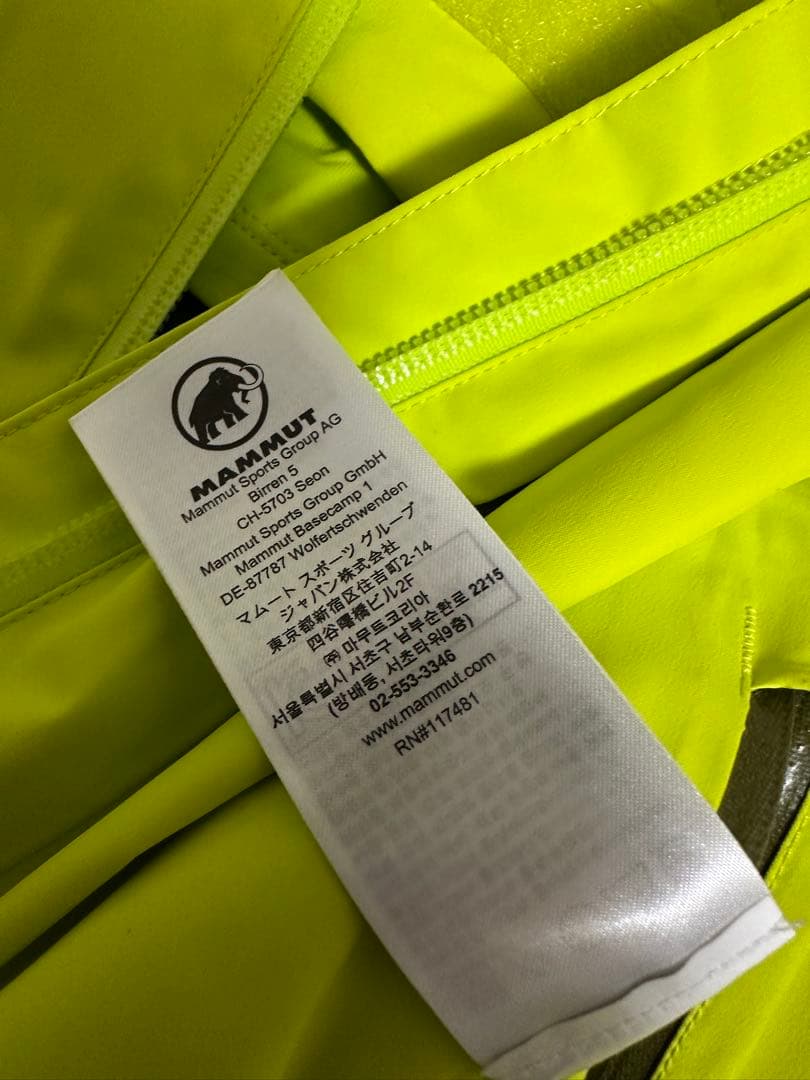 MAMMUT
Mammut Sports Group AG
Birren 5
CH-5703 Seon
Mammut Sports Group GmbH
Mammut Basecamp 1
DE-87787 Wolfertschwenden
マムート スポーツ グループ
ジャパン株式会社
東京都新宿区住吉町2-14
四谷曙橋ビル2F
㈜ 마무트코리아
서울특별시 서초구 남부순환로 2215
(방배동, 서초타워9층)
02-553-3346
www.mammut.com
RN#117481